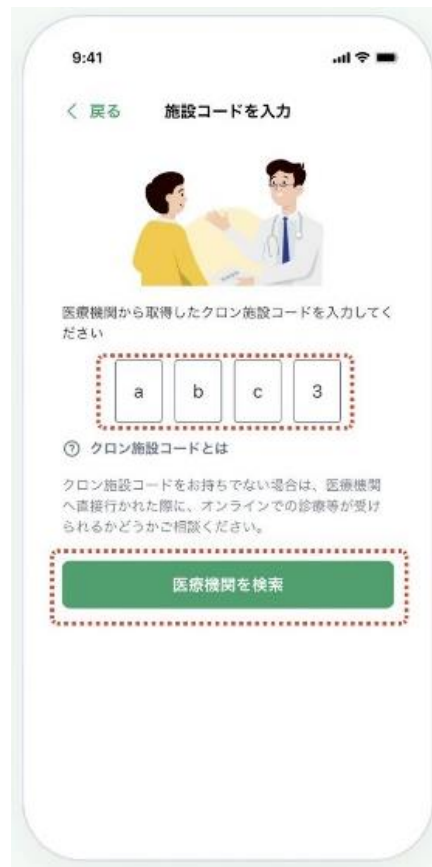 9:41
戻る 施設コードを入力
医療機関から取得したクロン施設コードを入力してく
ださい
a b c 3
? クロン施設コードとは
クロン施設コードをお持ちでない場合は、医療機関
へ直接行かれた際に、オンラインでの診療等が受け
られるかどうかご相談ください。
医療機関を検索